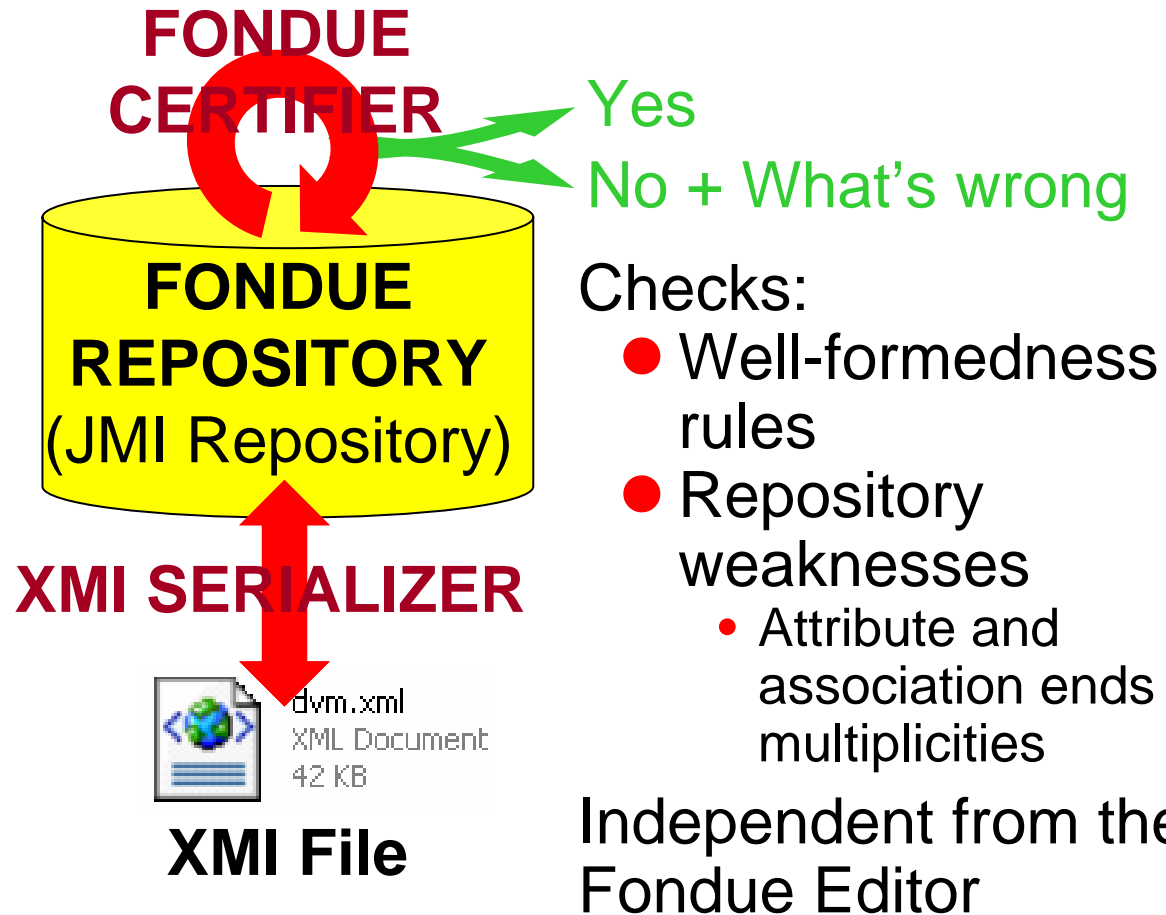 FONDUE
CERTIFIER
Yes
No + What's wrong
FONDUE
REPOSITORY
(JMI Repository)
XMI SERIALIZER
dvm.xml
XML Document
42 KB
XMI File
Checks:
● Well-formedness
rules
● Repository
weaknesses
• Attribute and
association ends
multiplicities
Independent from the
Fondue Editor